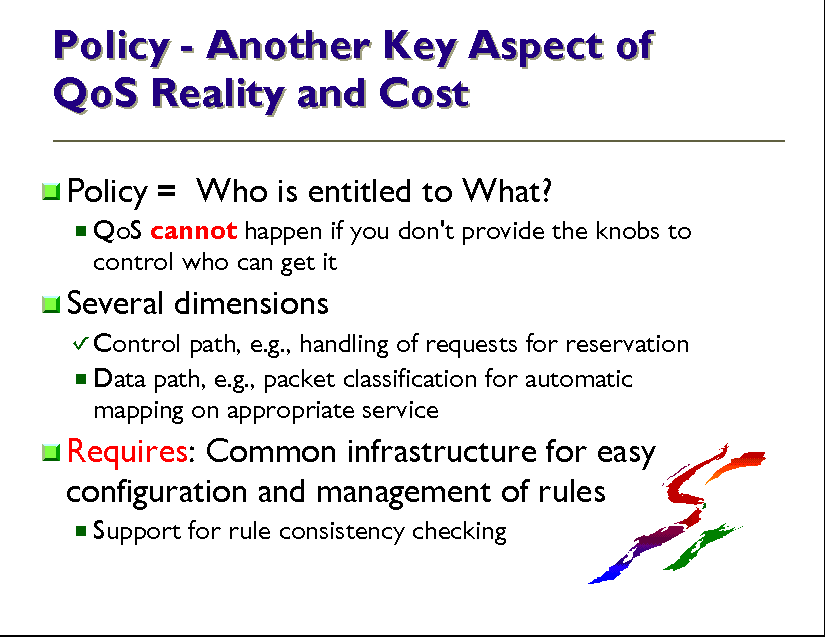 Policy - Another Key Aspect of
QoS Reality and Cost
Policy = Who is entitled to What?
QoS cannot happen if you don't provide the knobs to
control who can get it
Several dimensions
Control path, e.g., handling of requests for reservation
Data path, e.g., packet classification for automatic
mapping on appropriate service
Requires: Common infrastructure for easy
configuration and management of rules
Support for rule consistency checking